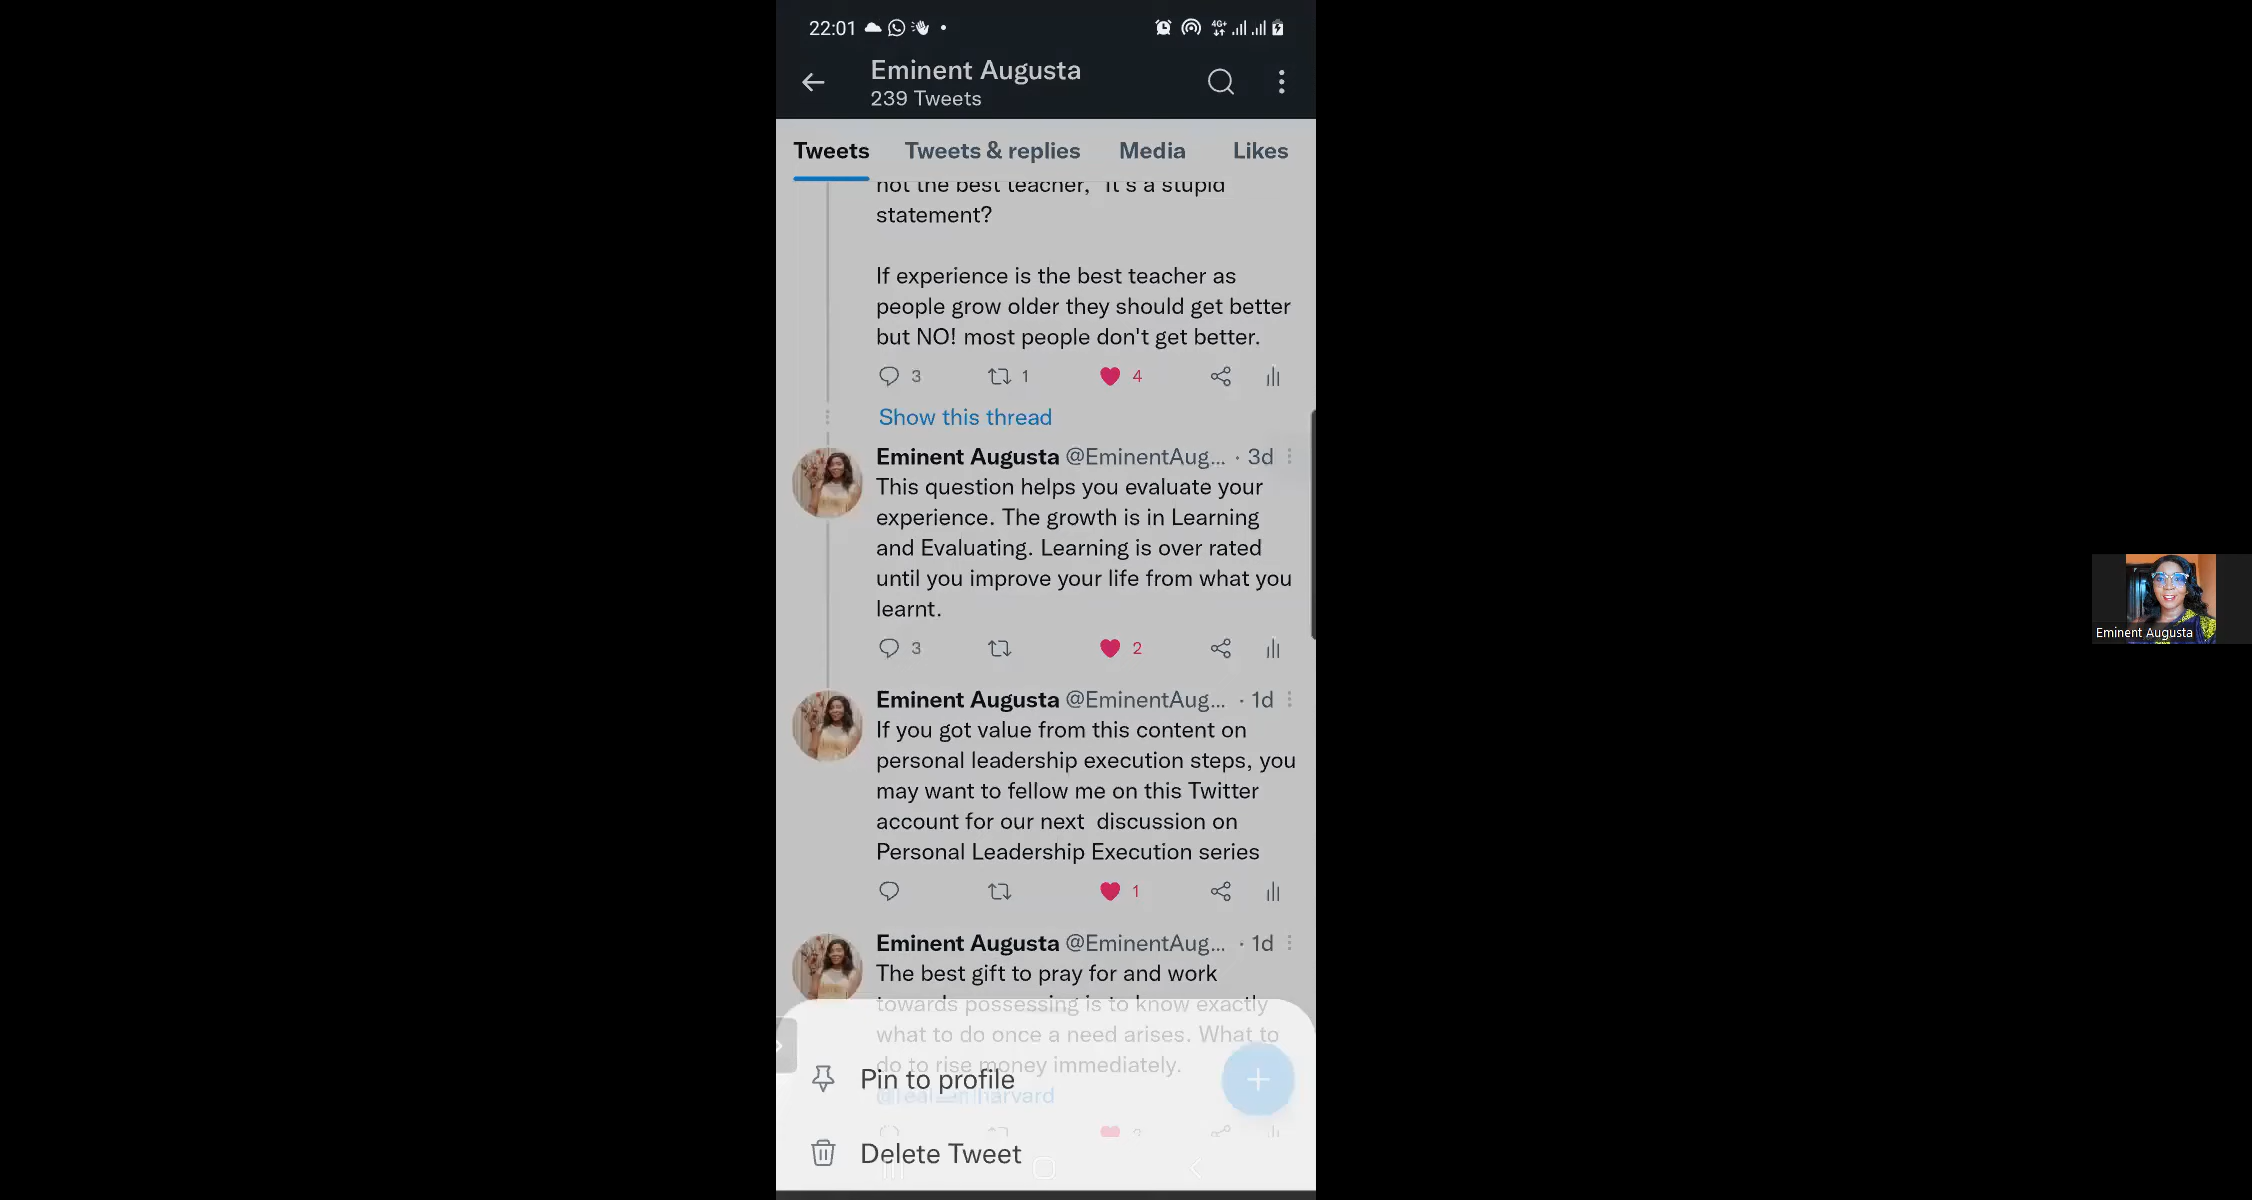 22:01
4G+
Eminent Augusta
239 Tweets
Tweets Tweets & replies Media Likes
not the best teacher, "it's a stupid
statement?
If experience is the best teacher as
people grow older they should get better
but NO! most people don't get better.
3 1 4
Show this thread
Eminent Augusta @EminentAug... · 3d
This question helps you evaluate your
experience. The growth is in Learning
and Evaluating. Learning is over rated
until you improve your life from what you
learnt.
3 2
Eminent Augusta @EminentAug... · 1d
If you got value from this content on
personal leadership execution steps, you
may want to fellow me on this Twitter
account for our next discussion on
Personal Leadership Execution series
1
Eminent Augusta @EminentAug... · 1d
The best gift to pray for and work
towards possessing is to know exactly
what to do once a need arises. What to
do to rise money immediately.
Pin to profile
Delete Tweet
Eminent Augusta